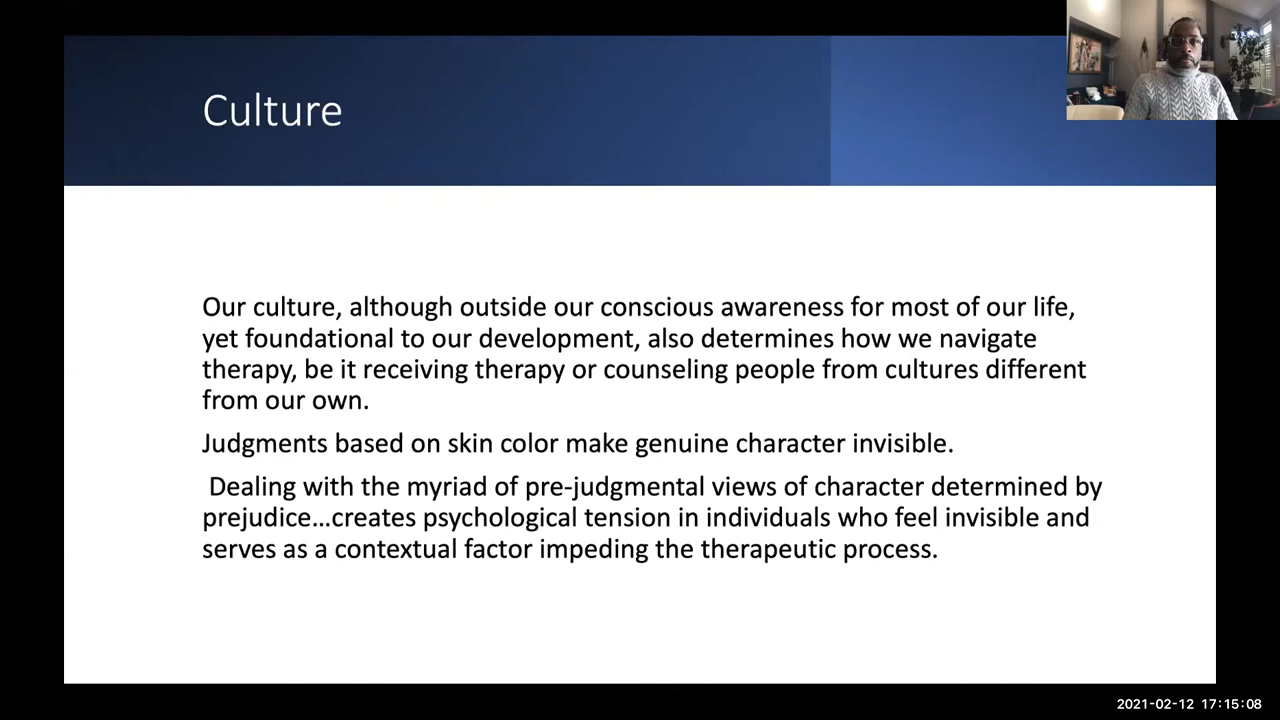 Culture
Our culture, although outside our conscious awareness for most of our life,
yet foundational to our development, also determines how we navigate
therapy, be it receiving therapy or counseling people from cultures different
from our own.
Judgments based on skin color make genuine character invisible.
Dealing with the myriad of pre-judgmental views of character determined by
prejudice…creates psychological tension in individuals who feel invisible and
serves as a contextual factor impeding the therapeutic process.
2021-02-12 17:15:08